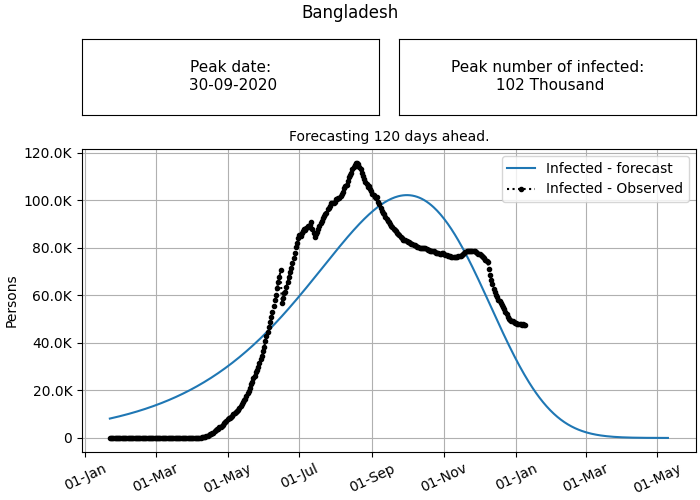 Bangladesh
Peak date:
30-09-2020
Peak number of infected:
102 Thousand
Forecasting 120 days ahead.
120.0K
100.0K
80.0K
60.0K
40.0K
20.0K
0
Persons
Infected - forecast
Infected - Observed
01-Jan
01-Mar
01-May
01-Jul
01-Sep
01-Nov
01-Jan
01-Mar
01-May